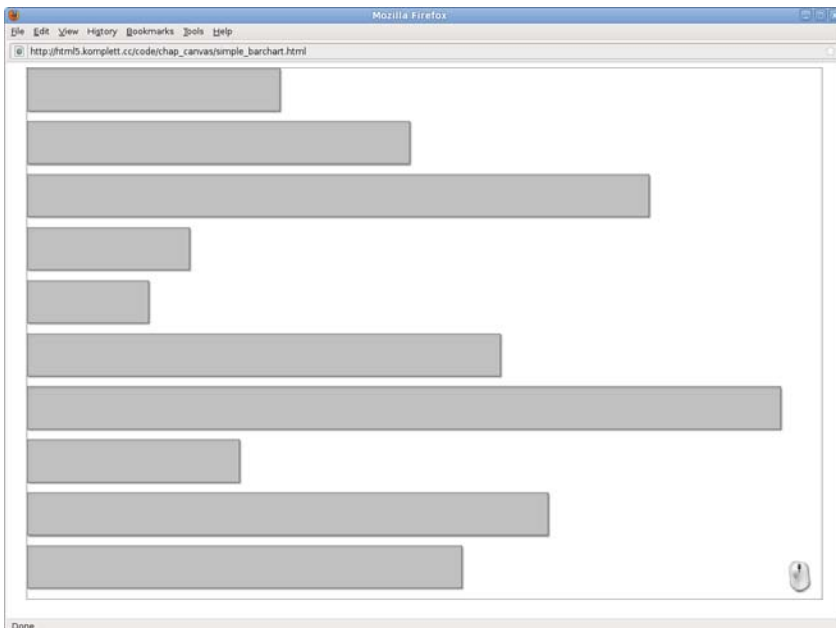 Mozilla Firefox
File Edit View History Bookmarks Tools Help
http://html5.komplett.cc/code/chap_canvas/simple_barchart.html
Done